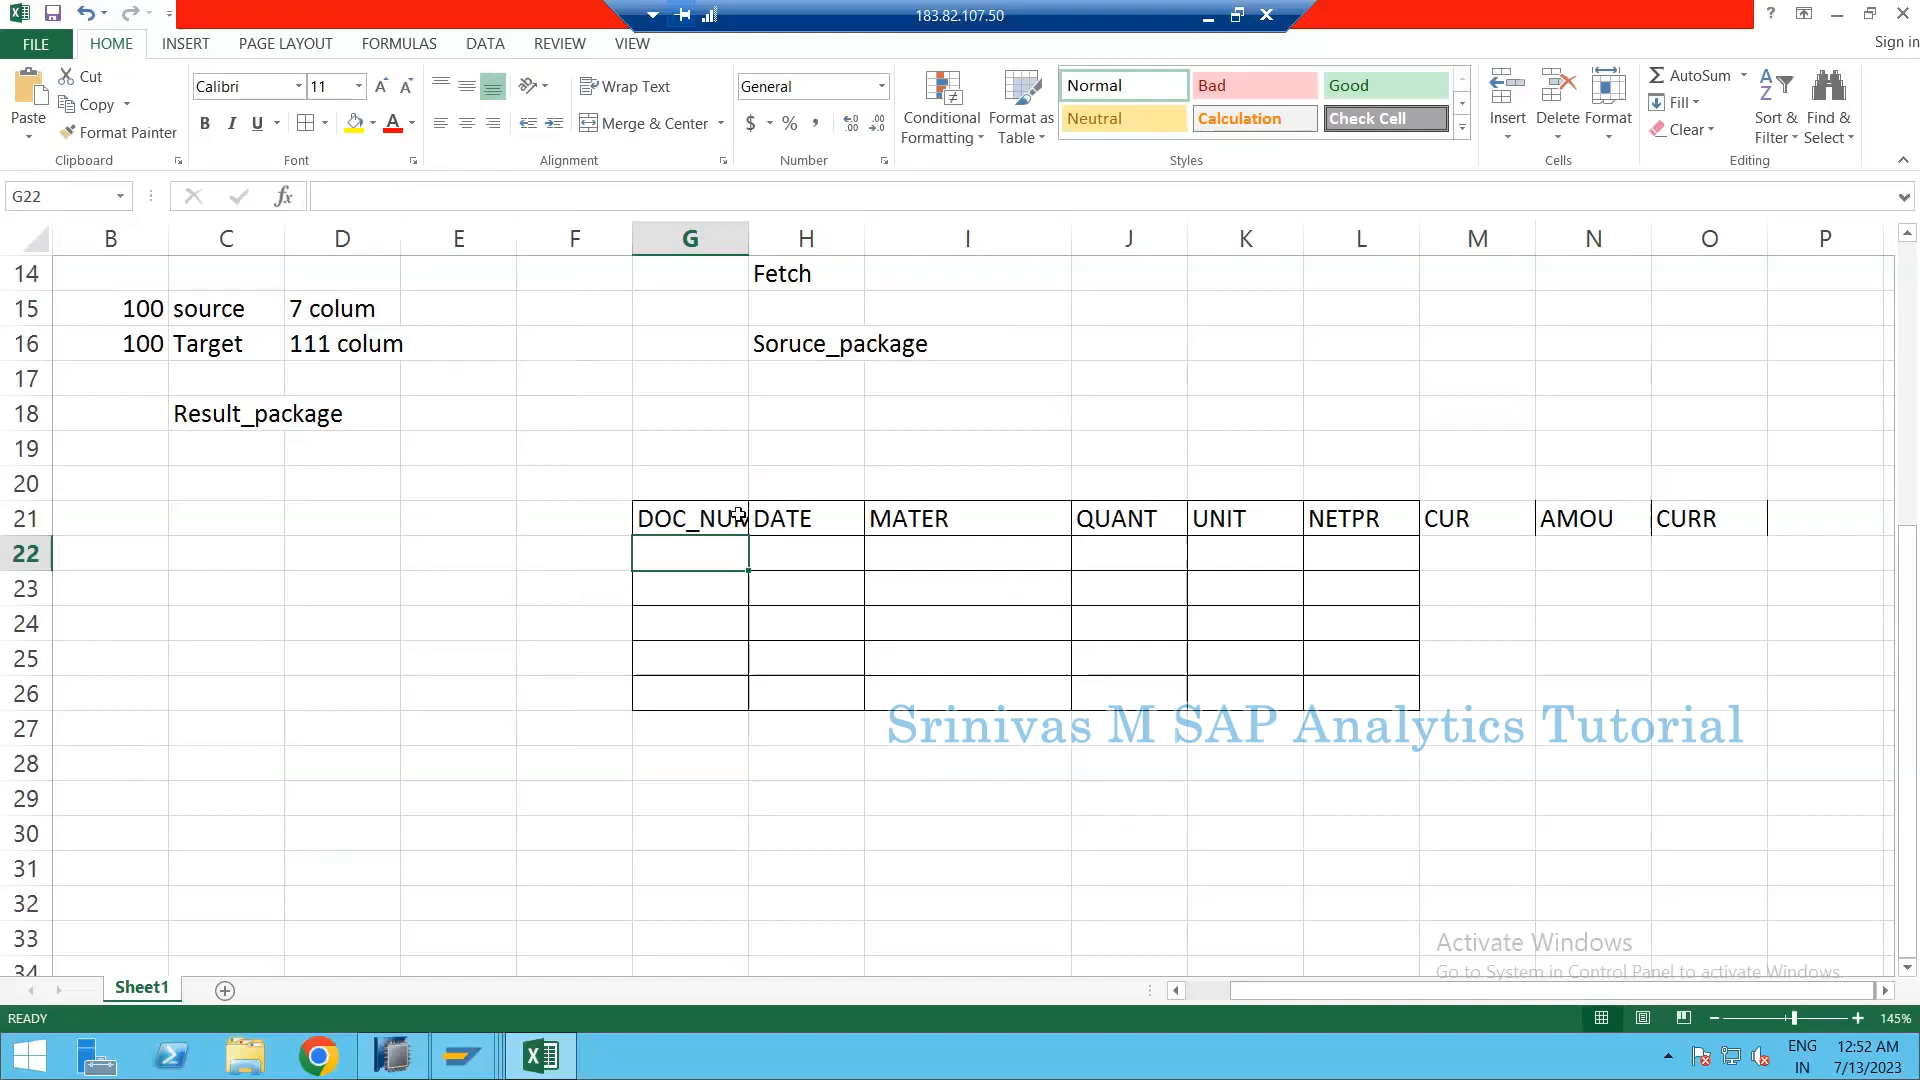 183.82.107.50
Sign in
FILE HOME INSERT PAGE LAYOUT FORMULAS DATA REVIEW VIEW
Paste Cut Copy Format Painter
Calibri 11
Wrap Text
Merge & Center
General
Conditional Formatting
Format as Table
Normal Bad Good
Neutral Calculation Check Cell
Insert Delete Format
AutoSum
Fill
Clear
Sort & Filter
Find & Select
Clipboard Font Alignment Number Styles Cells Editing
G22
B C D E F G H I J K L M N O P
14 Fetch
15 100 source 7 colum
16 100 Target 111 colum Soruce_package
17
18 Result_package
19
20
21 DATE MATER QUANT UNIT NETPR CUR AMOU CURR
22
23
24
25
26
27 Srinivas M SAP Analytics Tutorial
28
29
30
31
32
33
34
Activate Windows
Go to System in Control Panel to activate Windows.
Sheet1
READY
145%
ENG
IN
12:52 AM
7/13/2023